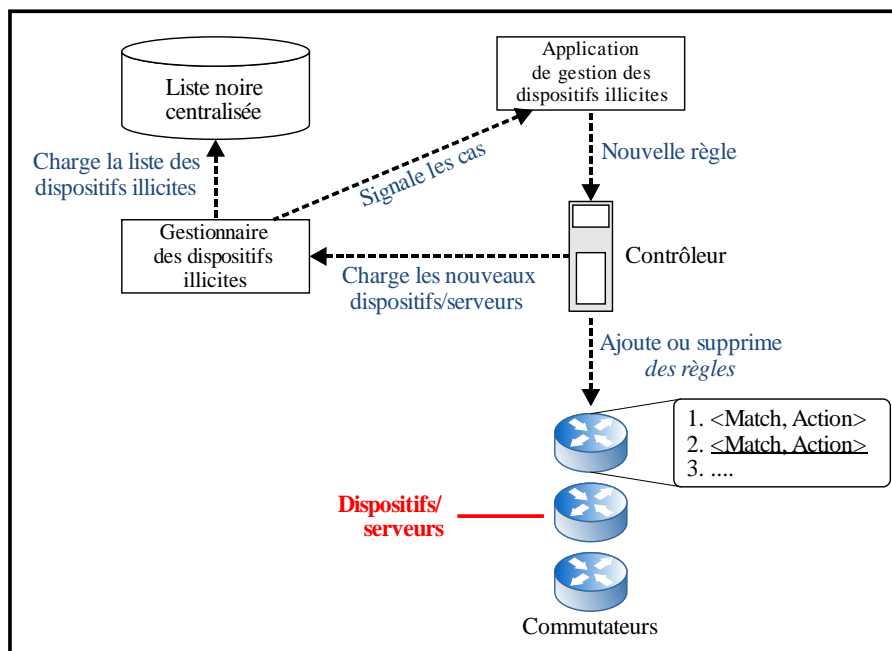 Liste noire
centralisée
Application
de gestion des
dispositifs illicites
Charge la liste des
dispositifs illicites
Signale les cas
Nouvelle règle
Gestionnaire
des dispositifs
illicites
Contrôleur
Charge les nouveaux
dispositifs/serveurs
Ajoute ou supprime
des règles
1. <Match, Action>
2. <Match, Action>
3. ....
Dispositifs/
serveurs
Commutateurs